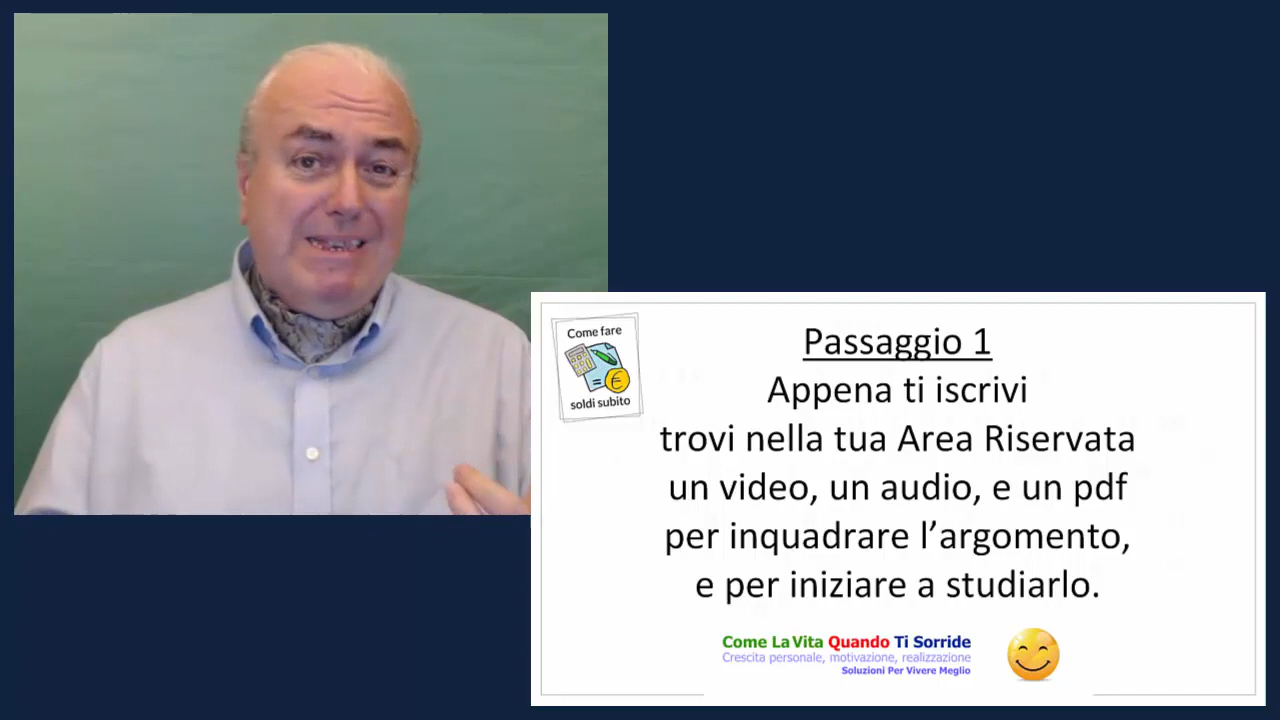 Come fare
soldi subito
Passaggio 1
Appena ti iscrivi
trovi nella tua Area Riservata
un video, un audio, e un pdf
per inquadrare l’argomento,
e per iniziare a studiarlo.
Come La Vita Quando Ti Sorride
Crescita personale, motivazione, realizzazione
Soluzioni Per Vivere Meglio